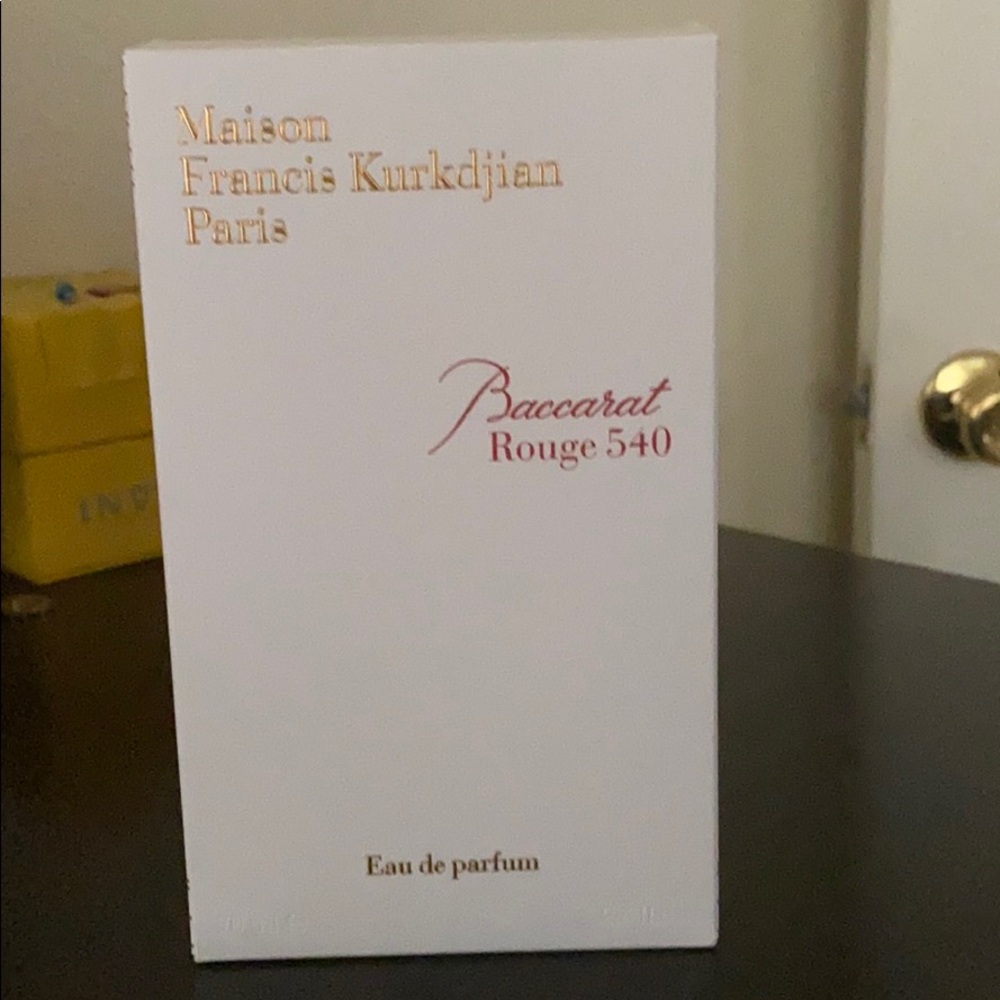 Maison
Francis Kurkdjian
Paris
Baccarat
Rouge 540
Eau de parfum